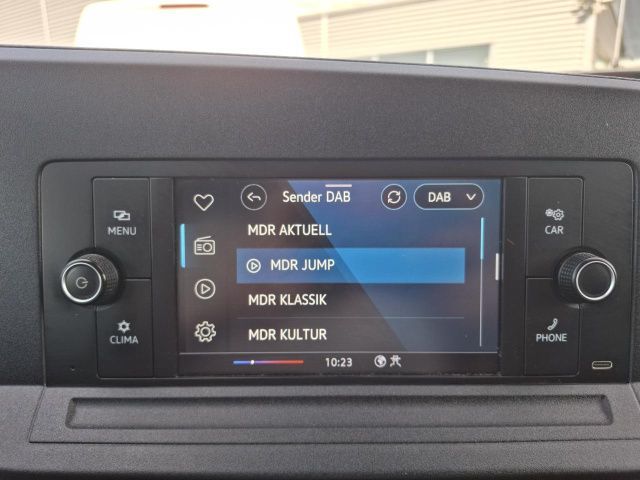 Sender DAB
DAB
MENU
CAR
MDR AKTUELL
MDR JUMP
MDR KLASSIK
MDR KULTUR
CLIMA
PHONE
10:23